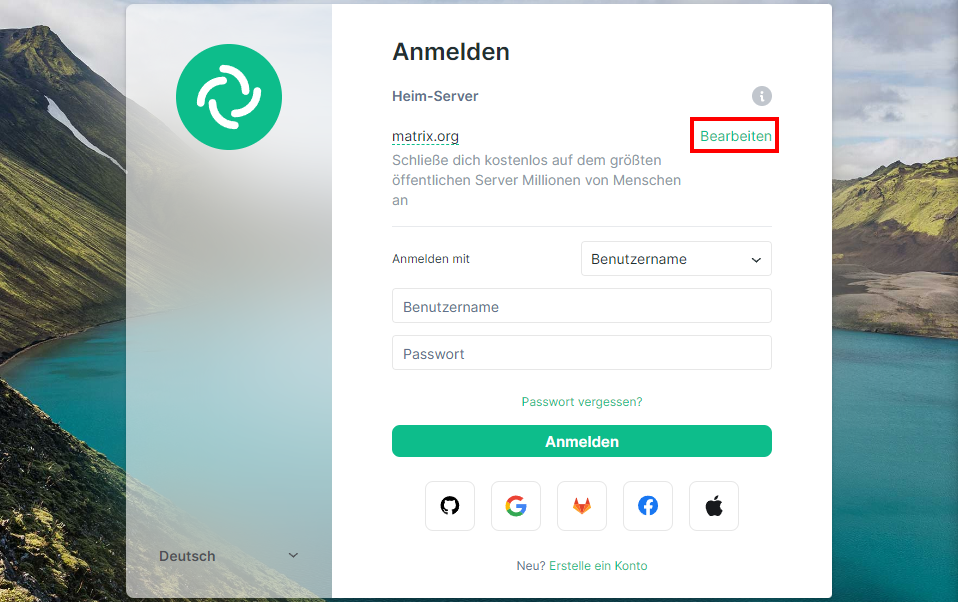 Anmelden
Heim-Server
matrix.org
Bearbeiten
Schließe dich kostenlos auf dem größten
öffentlichen Server Millionen von Menschen
an
Anmelden mit
Benutzername
Benutzername
Passwort
Passwort vergessen?
Anmelden
Deutsch
Neu? Erstelle ein Konto